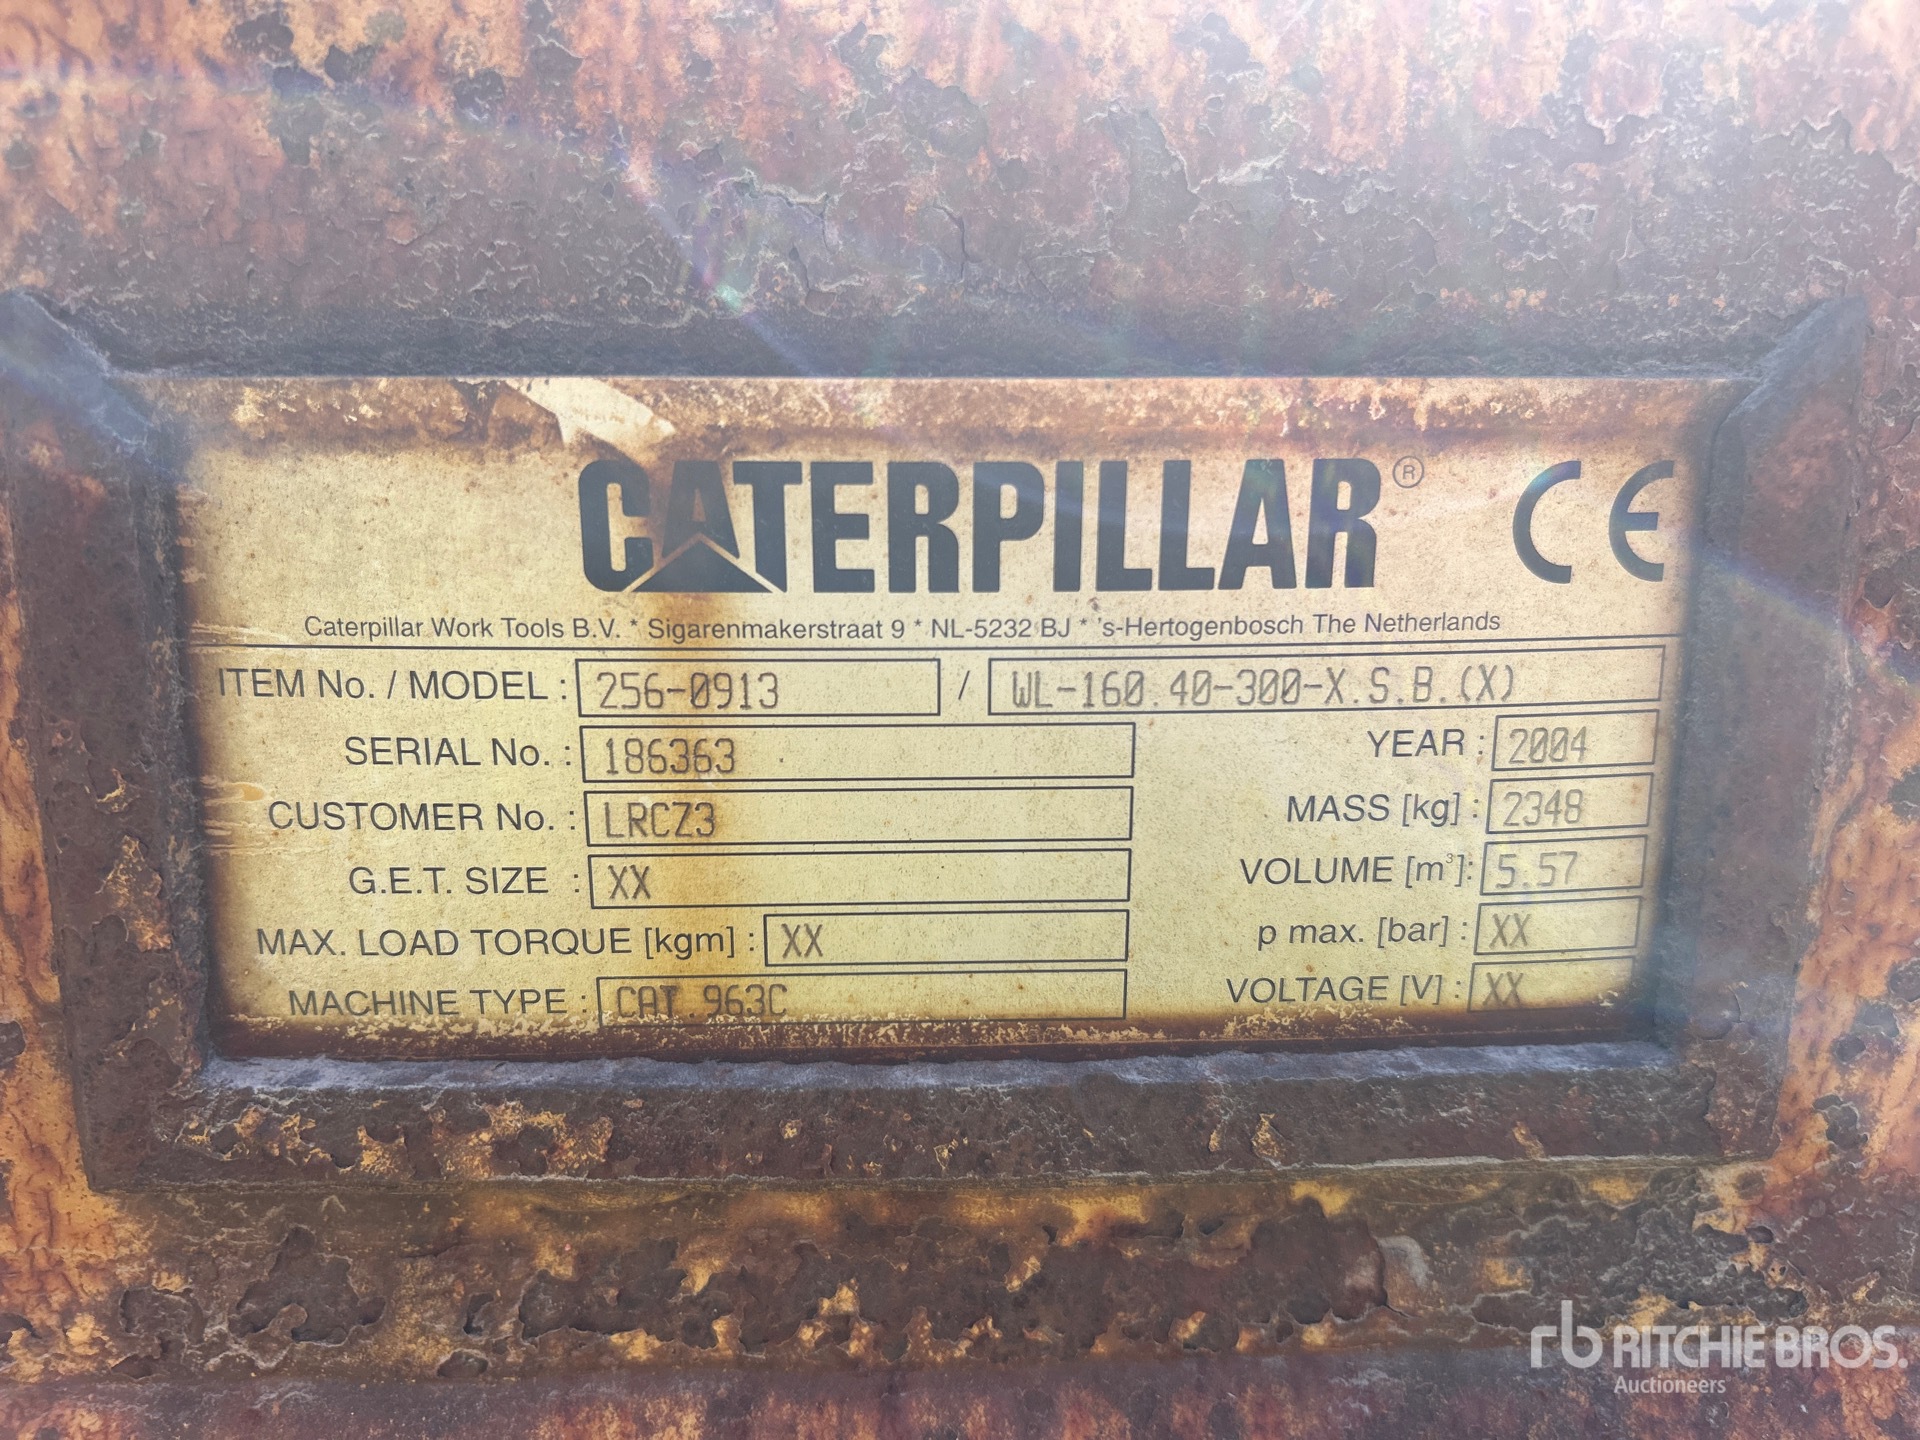 CATERPILLAR® CE
Caterpillar Work Tools B.V. * Sigarenmakerstraat 9 * NL-5232 BJ * 's-Hertogenbosch The Netherlands
ITEM No. / MODEL : 256-0913 / WL-160.40-300-X.S.B.(X)
SERIAL No. : 186363 YEAR : 2004
CUSTOMER No. : LRCZ3 MASS [kg] : 2348
G.E.T. SIZE : XX VOLUME [m³]: 5.57
MAX. LOAD TORQUE [kgm] : XX p max. [bar] : XX
MACHINE TYPE : CAT.963C VOLTAGE [V] : XX
rb RITCHIE BROS.
Auctioneers